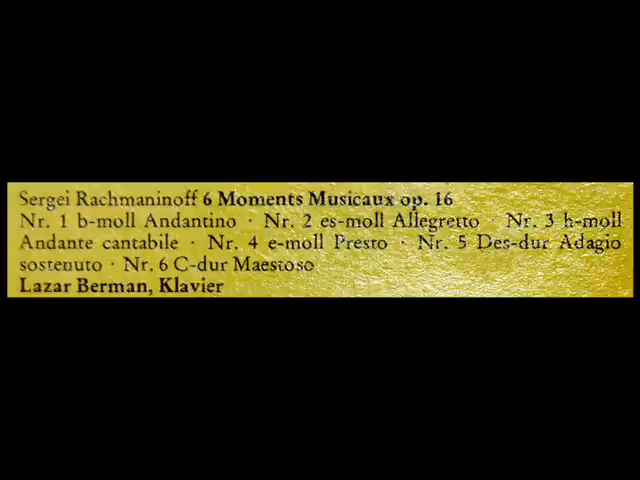 Sergei Rachmaninoff 6 Moments Musicaux op. 16
Nr. 1 b-moll Andantino · Nr. 2 es-moll Allegretto · Nr. 3 h-moll
Andante cantabile · Nr. 4 e-moll Presto · Nr. 5 Des-dur Adagio
sostenuto · Nr. 6 C-dur Maestoso
Lazar Berman, Klavier